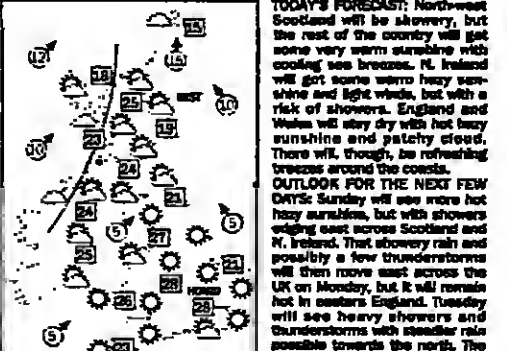 15
12
15
18
25
MIST
10
19
23
10
24
21
24
5
5
27
25
21
28
HUMID
26
28
5
23
TODAY'S FORECAST: North-west
Scotland will be showery, but
the rest of the country will get
some very warm sunshine with
cooling sea breezes. N. Ireland
will get some warm hazy sun-
shine and light winds, but with a
risk of showers. England and
Wales will stay dry with hot hazy
sunshine and patchy cloud.
There will, though, be refreshing
breezes around the coasts.
OUTLOOK FOR THE NEXT FEW
DAYS: Sunday will see more hot
hazy sunshine, but with showers
edging east across Scotland and
N. Ireland. That showery rain and
possibly a few thunderstorms
will then move east across the
UK on Monday, but it will remain
hot in eastern England. Tuesday
will see heavy showers and
thunderstorms with steadier rain
possible towards the north. The